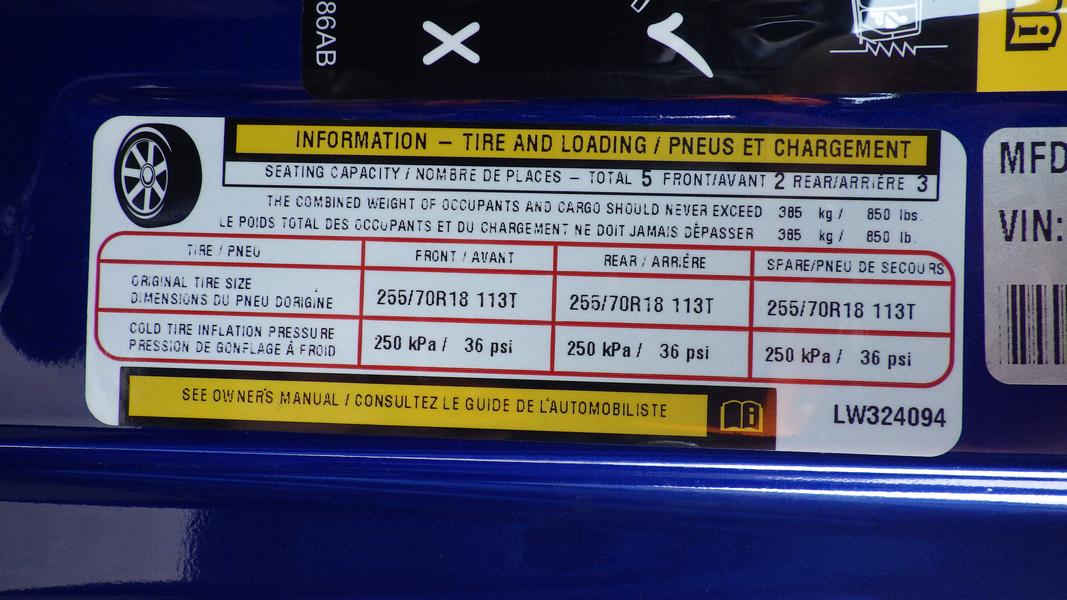 86AB
INFORMATION – TIRE AND LOADING / PNEUS ET CHARGEMENT
SEATING CAPACITY / NOMBRE DE PLACES – TOTAL 5 FRONT/AVANT 2 REAR/ARRIÈRE 3
THE COMBINED WEIGHT OF OCCUPANTS AND CARGO SHOULD NEVER EXCEED 385 kg / 850 lbs.
LE POIDS TOTAL DES OCCUPANTS ET DU CHARGEMENT NE DOIT JAMAIS DÉPASSER 385 kg / 850 lb.
TIRE / PNEU FRONT / AVANT REAR / ARRIÈRE SPARE/PNEU DE SECOURS
ORIGINAL TIRE SIZE
DIMENSIONS DU PNEU D'ORIGINE 255/70R18 113T 255/70R18 113T 255/70R18 113T
COLD TIRE INFLATION PRESSURE
PRESSION DE GONFLAGE À FROID 250 kPa / 36 psi 250 kPa / 36 psi 250 kPa / 36 psi
SEE OWNER'S MANUAL / CONSULTEZ LE GUIDE DE L'AUTOMOBILISTE
LW324094
MFD
VIN: